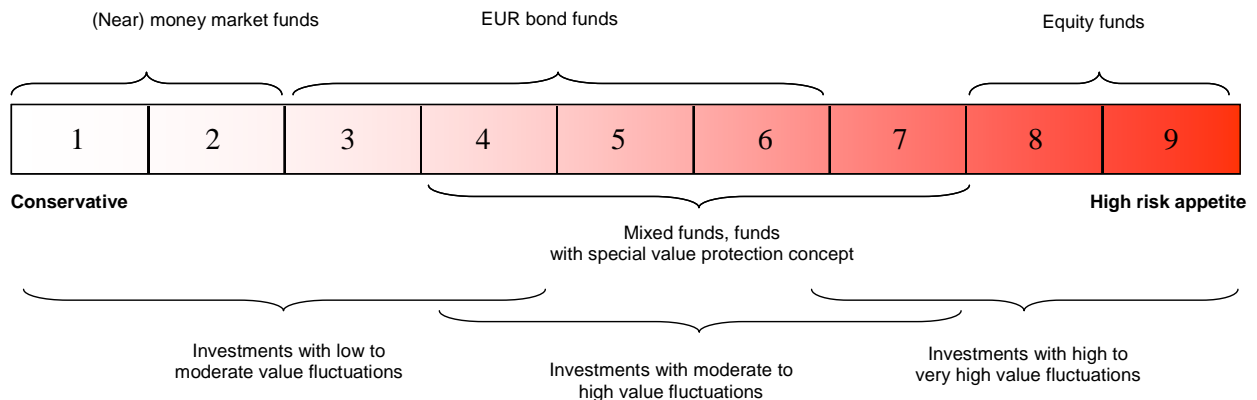 (Near) money market funds
EUR bond funds
Equity funds
1 2 3 4 5 6 7 8 9
Conservative
High risk appetite
Mixed funds, funds
with special value protection concept
Investments with low to
moderate value fluctuations
Investments with moderate to
high value fluctuations
Investments with high to
very high value fluctuations